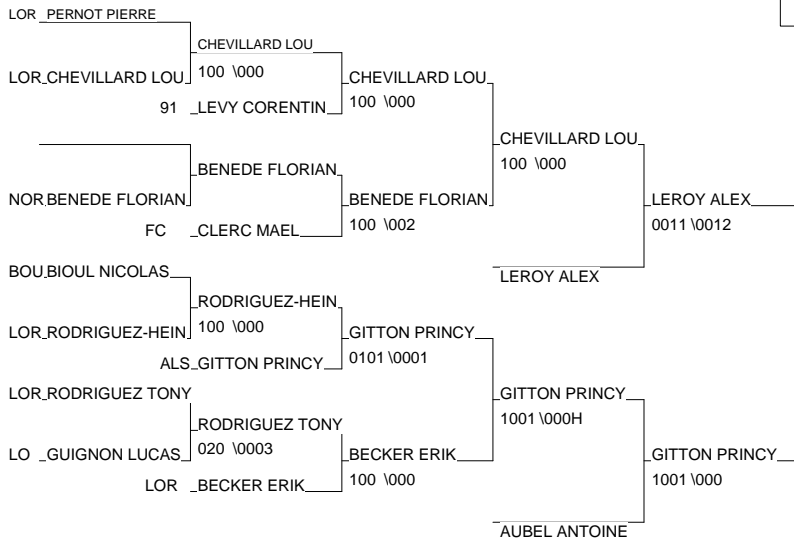 LOR PERNOT PIERRE
CHEVILLARD LOU
100 \000
LOR CHEVILLARD LOU
CHEVILLARD LOU
100 \000
91 LEVY CORENTIN
CHEVILLARD LOU
100 \000
BENEDE FLORIAN
NOR BENEDE FLORIAN
BENEDE FLORIAN
100 \002
FC CLERC MAEL
LEROY ALEX
0011 \0012
LEROY ALEX
BOU BIOUL NICOLAS
RODRIGUEZ-HEIN
100 \000
LOR RODRIGUEZ-HEIN
GITTON PRINCY
0101 \0001
ALS GITTON PRINCY
LOR RODRIGUEZ TONY
GITTON PRINCY
1001 \000H
RODRIGUEZ TONY
020 \0003
LO GUIGNON LUCAS
BECKER ERIK
100 \000
GITTON PRINCY
1001 \000
LOR BECKER ERIK
AUBEL ANTOINE